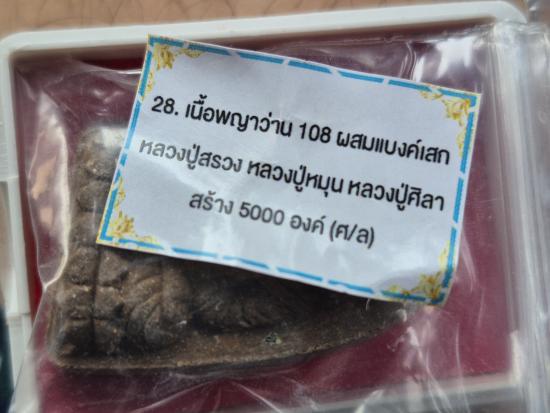 28. เนื้อพญาว่าน 108 ผสมแบงค์เสก
หลวงปู่สรวง หลวงปู่หมุน หลวงปู่ศิลา
สร้าง 5000 องค์ (ศ/ล)